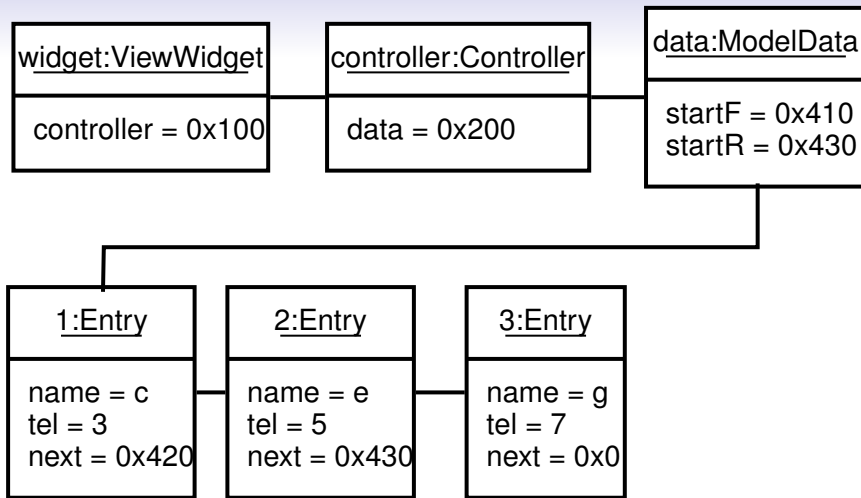 widget:ViewWidget
controller = 0x100
controller:Controller
data = 0x200
data:ModelData
startF = 0x410
startR = 0x430
1:Entry
name = c
tel = 3
next = 0x420
2:Entry
name = e
tel = 5
next = 0x430
3:Entry
name = g
tel = 7
next = 0x0